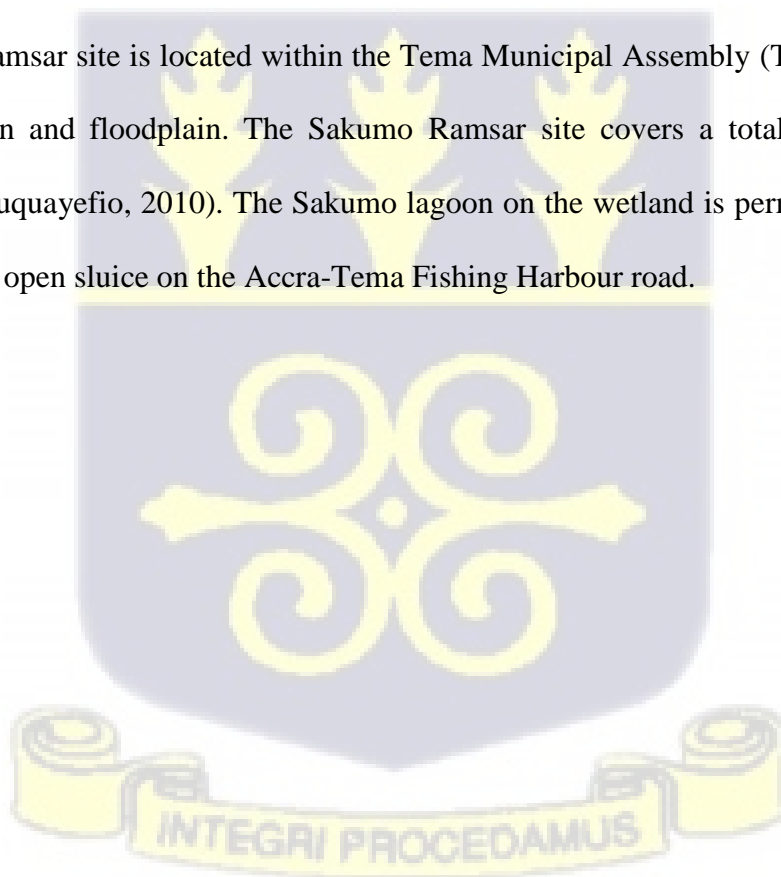 amsar site is located within the Tema Municipal Assembly (T
n and floodplain. The Sakumo Ramsar site covers a total
uquayefio, 2010). The Sakumo lagoon on the wetland is perr
open sluice on the Accra-Tema Fishing Harbour road.
INTEGRI PROCEDAMUS